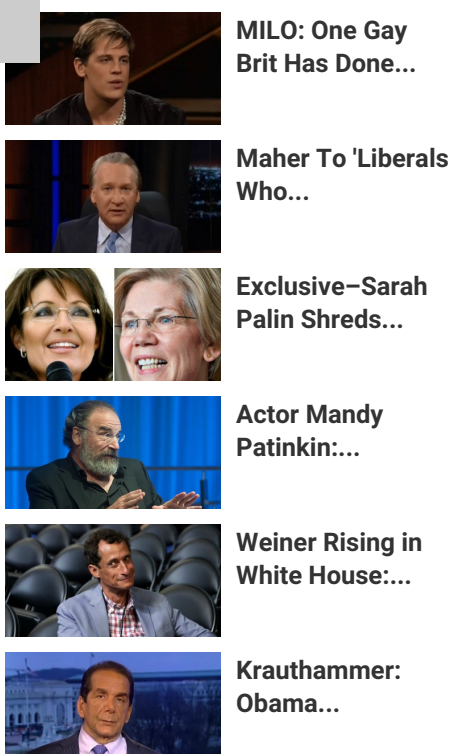 MILO: One Gay
Brit Has Done...
Maher To 'Liberals
Who...
Exclusive–Sarah
Palin Shreds...
Actor Mandy
Patinkin:...
Weiner Rising in
White House:...
Krauthammer:
Obama...